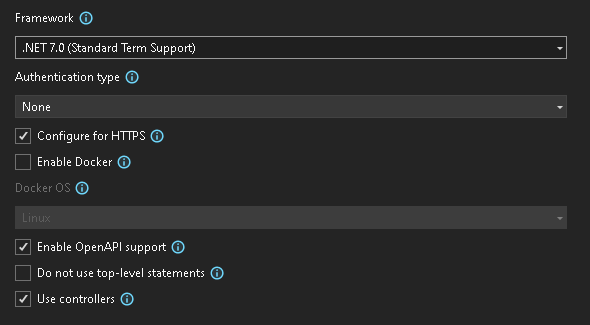 Framework
.NET 7.0 (Standard Term Support)
Authentication type
None
Configure for HTTPS
Enable Docker
Docker OS
Linux
Enable OpenAPI support
Do not use top-level statements
Use controllers